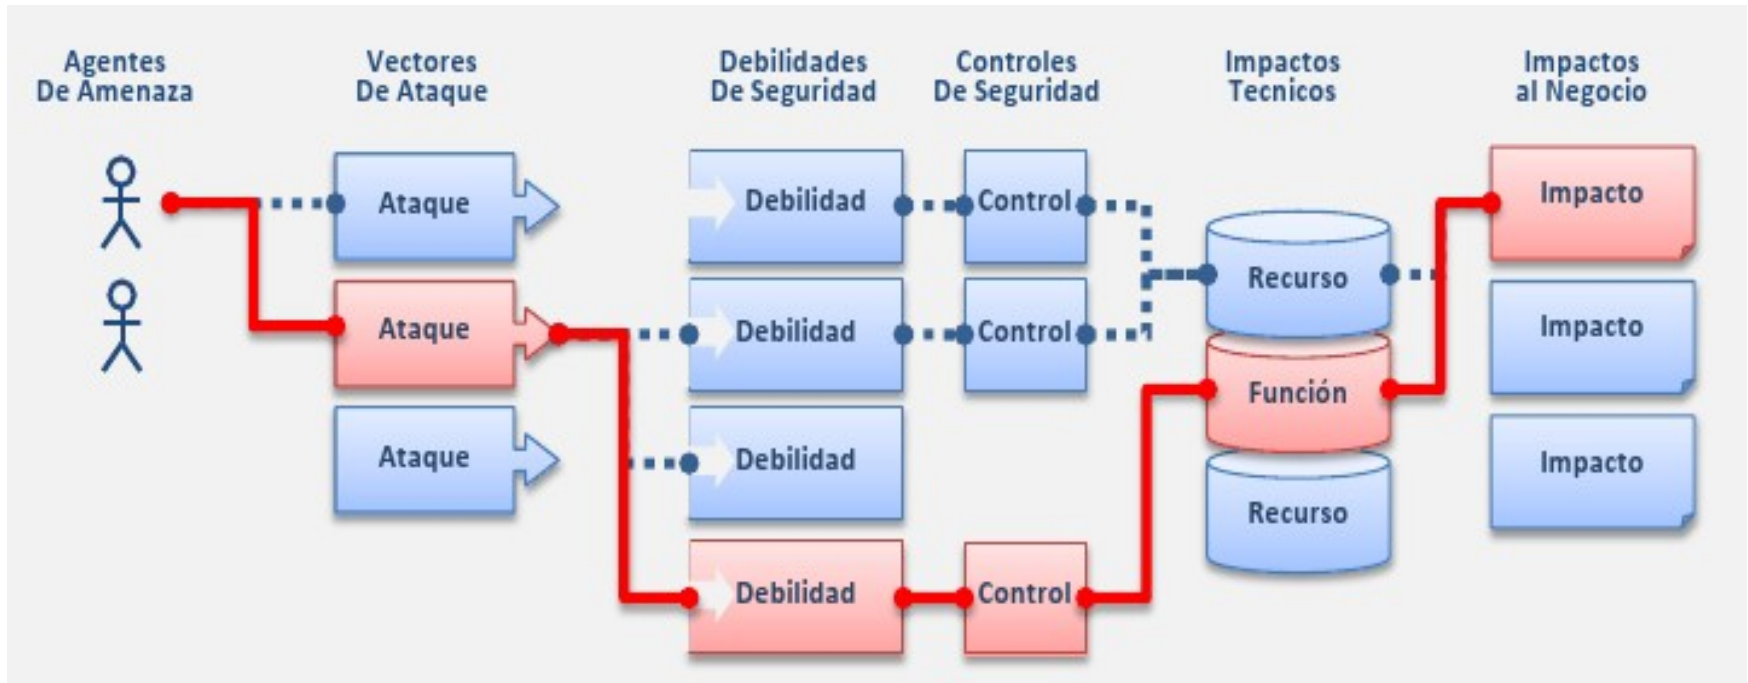 Agentes
De Amenaza
Vectores
De Ataque
Debilidades
De Seguridad
Controles
De Seguridad
Impactos
Tecnicos
Impactos
al Negocio
Ataque
Debilidad
Control
Impacto
Recurso
Ataque
Debilidad
Control
Impacto
Función
Ataque
Debilidad
Impacto
Recurso
Debilidad
Control